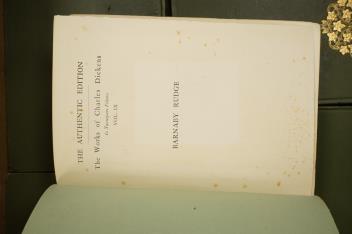 THE AUTHENTIC EDITION
The Works of Charles Dickens
In Twenty-one Volumes
VOL. IX
BARNABY RUDGE